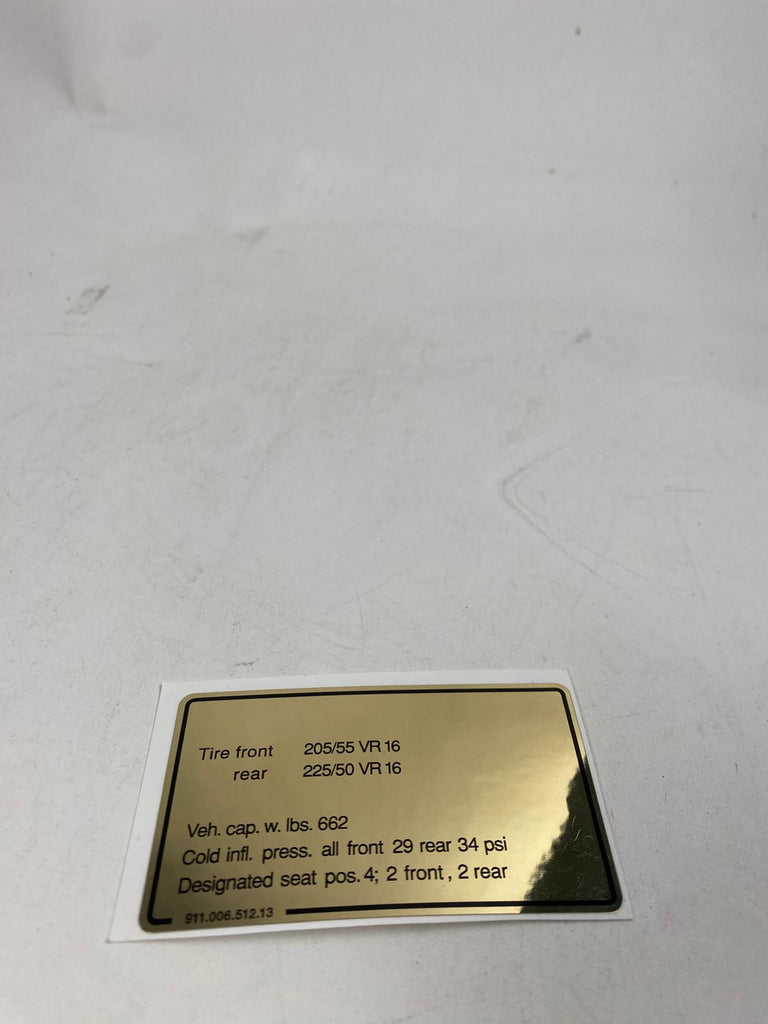 Tire front 205/55 VR 16
rear 225/50 VR 16
Veh. cap. w. lbs. 662
Cold infl. press. all front 29 rear 34 psi
Designated seat pos. 4; 2 front, 2 rear
911.006.512.13